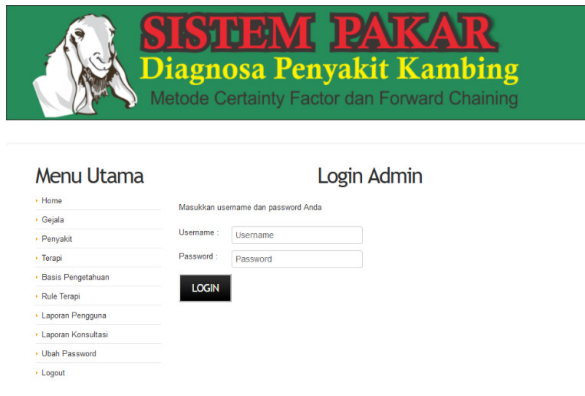 SISTEM PAKAR
Diagnosa Penyakit Kambing
Metode Certainty Factor dan Forward Chaining
Menu Utama
Home
Gejala
Penyakit
Terapi
Basis Pengetahuan
Rule Terapi
Laporan Pengguna
Laporan Konsultasi
Ubah Password
Logout
Login Admin
Masukkan username dan password Anda
Username :
Username
Password :
Password
LOGIN